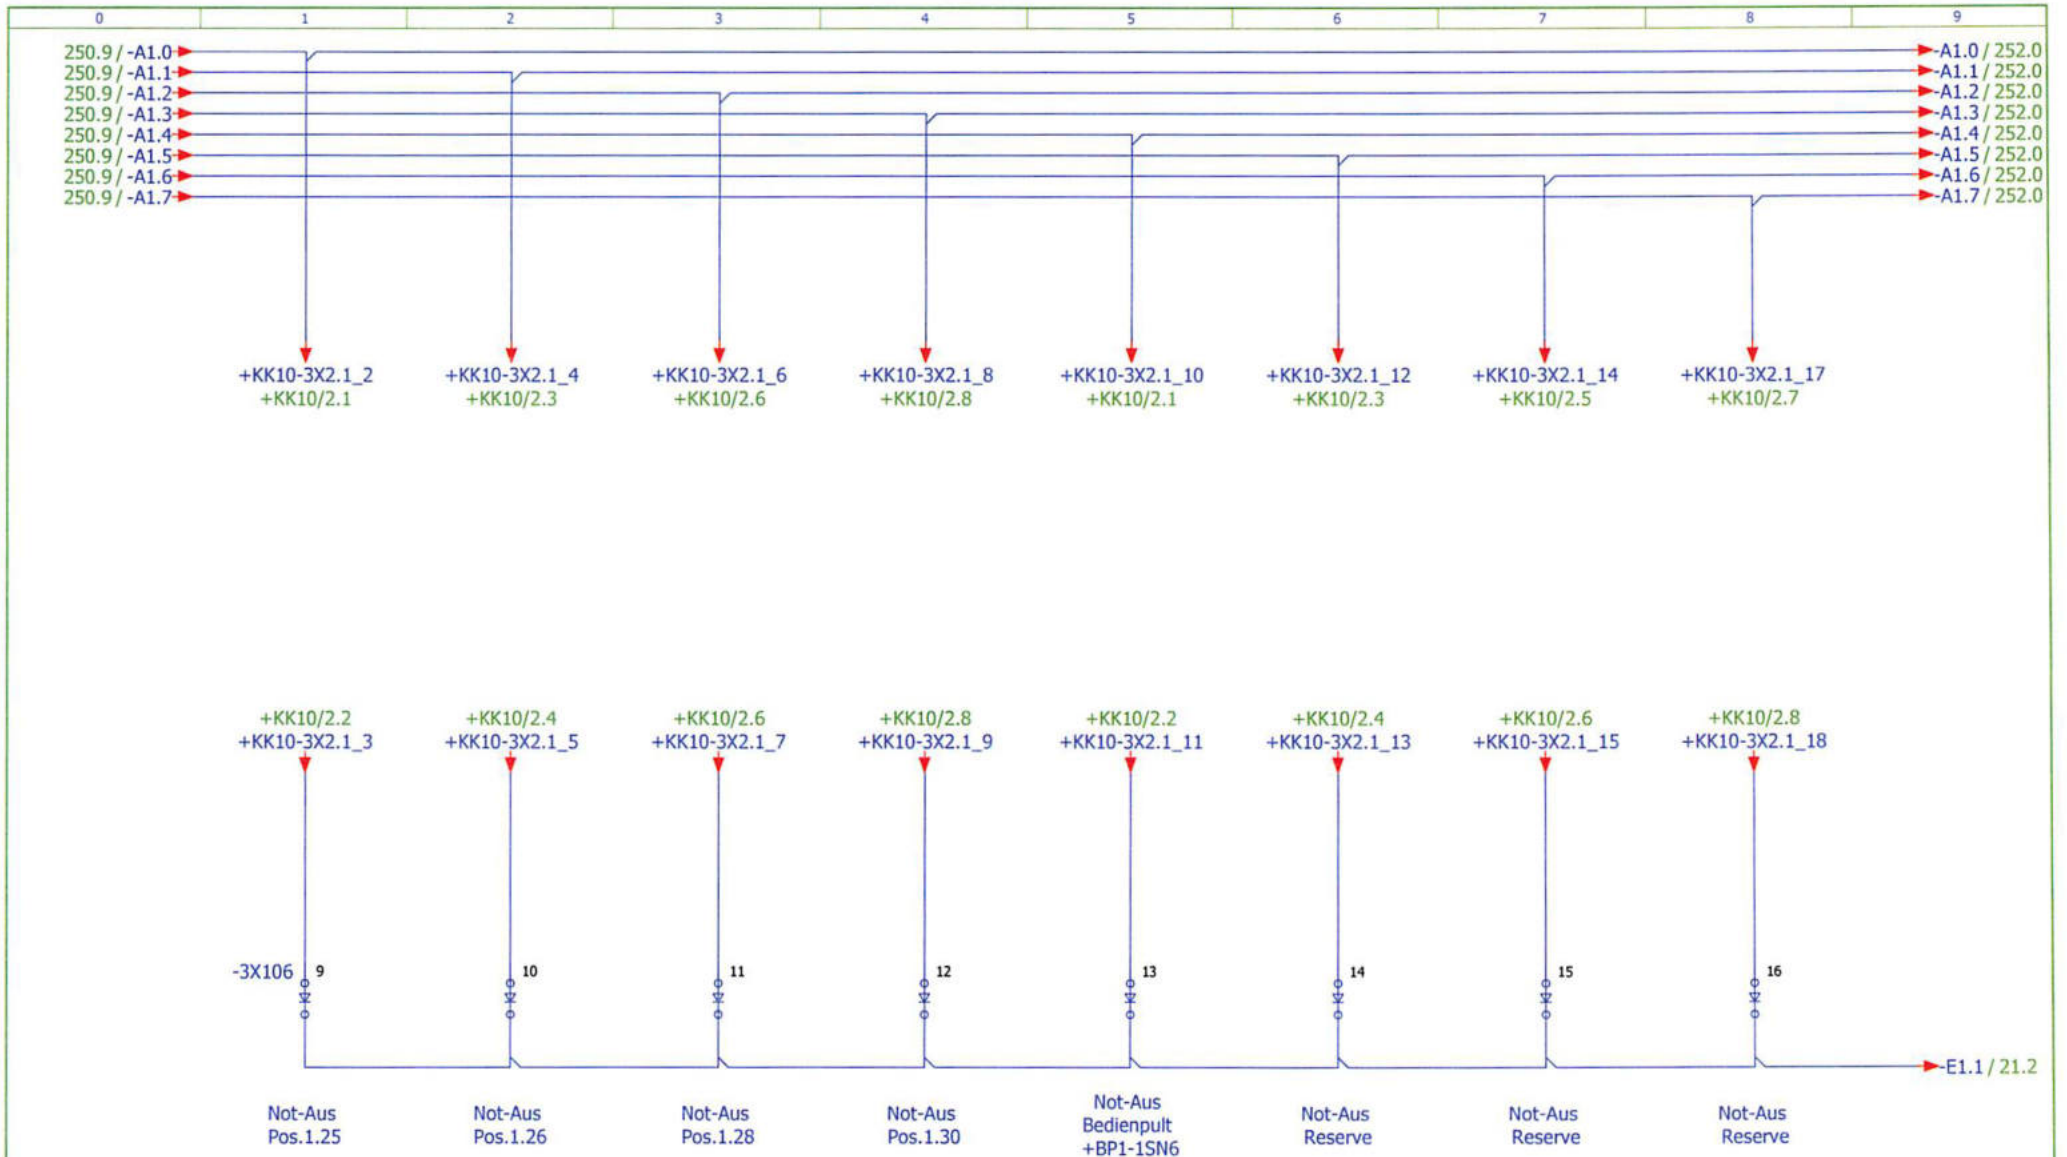 0 1 2 3 4 5 6 7 8 9
250.9 / -A1.0 -A1.0 / 252.0
250.9 / -A1.1 -A1.1 / 252.0
250.9 / -A1.2 -A1.2 / 252.0
250.9 / -A1.3 -A1.3 / 252.0
250.9 / -A1.4 -A1.4 / 252.0
250.9 / -A1.5 -A1.5 / 252.0
250.9 / -A1.6 -A1.6 / 252.0
250.9 / -A1.7 -A1.7 / 252.0
+KK10-3X2.1_2 +KK10-3X2.1_4 +KK10-3X2.1_6 +KK10-3X2.1_8 +KK10-3X2.1_10 +KK10-3X2.1_12 +KK10-3X2.1_14 +KK10-3X2.1_17
+KK10/2.1 +KK10/2.3 +KK10/2.6 +KK10/2.8 +KK10/2.1 +KK10/2.3 +KK10/2.5 +KK10/2.7
+KK10/2.2 +KK10/2.4 +KK10/2.6 +KK10/2.8 +KK10/2.2 +KK10/2.4 +KK10/2.6 +KK10/2.8
+KK10-3X2.1_3 +KK10-3X2.1_5 +KK10-3X2.1_7 +KK10-3X2.1_9 +KK10-3X2.1_11 +KK10-3X2.1_13 +KK10-3X2.1_15 +KK10-3X2.1_18
-3X106 9 10 11 12 13 14 15 16
-E1.1 / 21.2
Not-Aus
Pos.1.25
Not-Aus
Pos.1.26
Not-Aus
Pos.1.28
Not-Aus
Pos.1.30
Not-Aus
Bedienpult
+BP1-1SN6
Not-Aus
Reserve
Not-Aus
Reserve
Not-Aus
Reserve